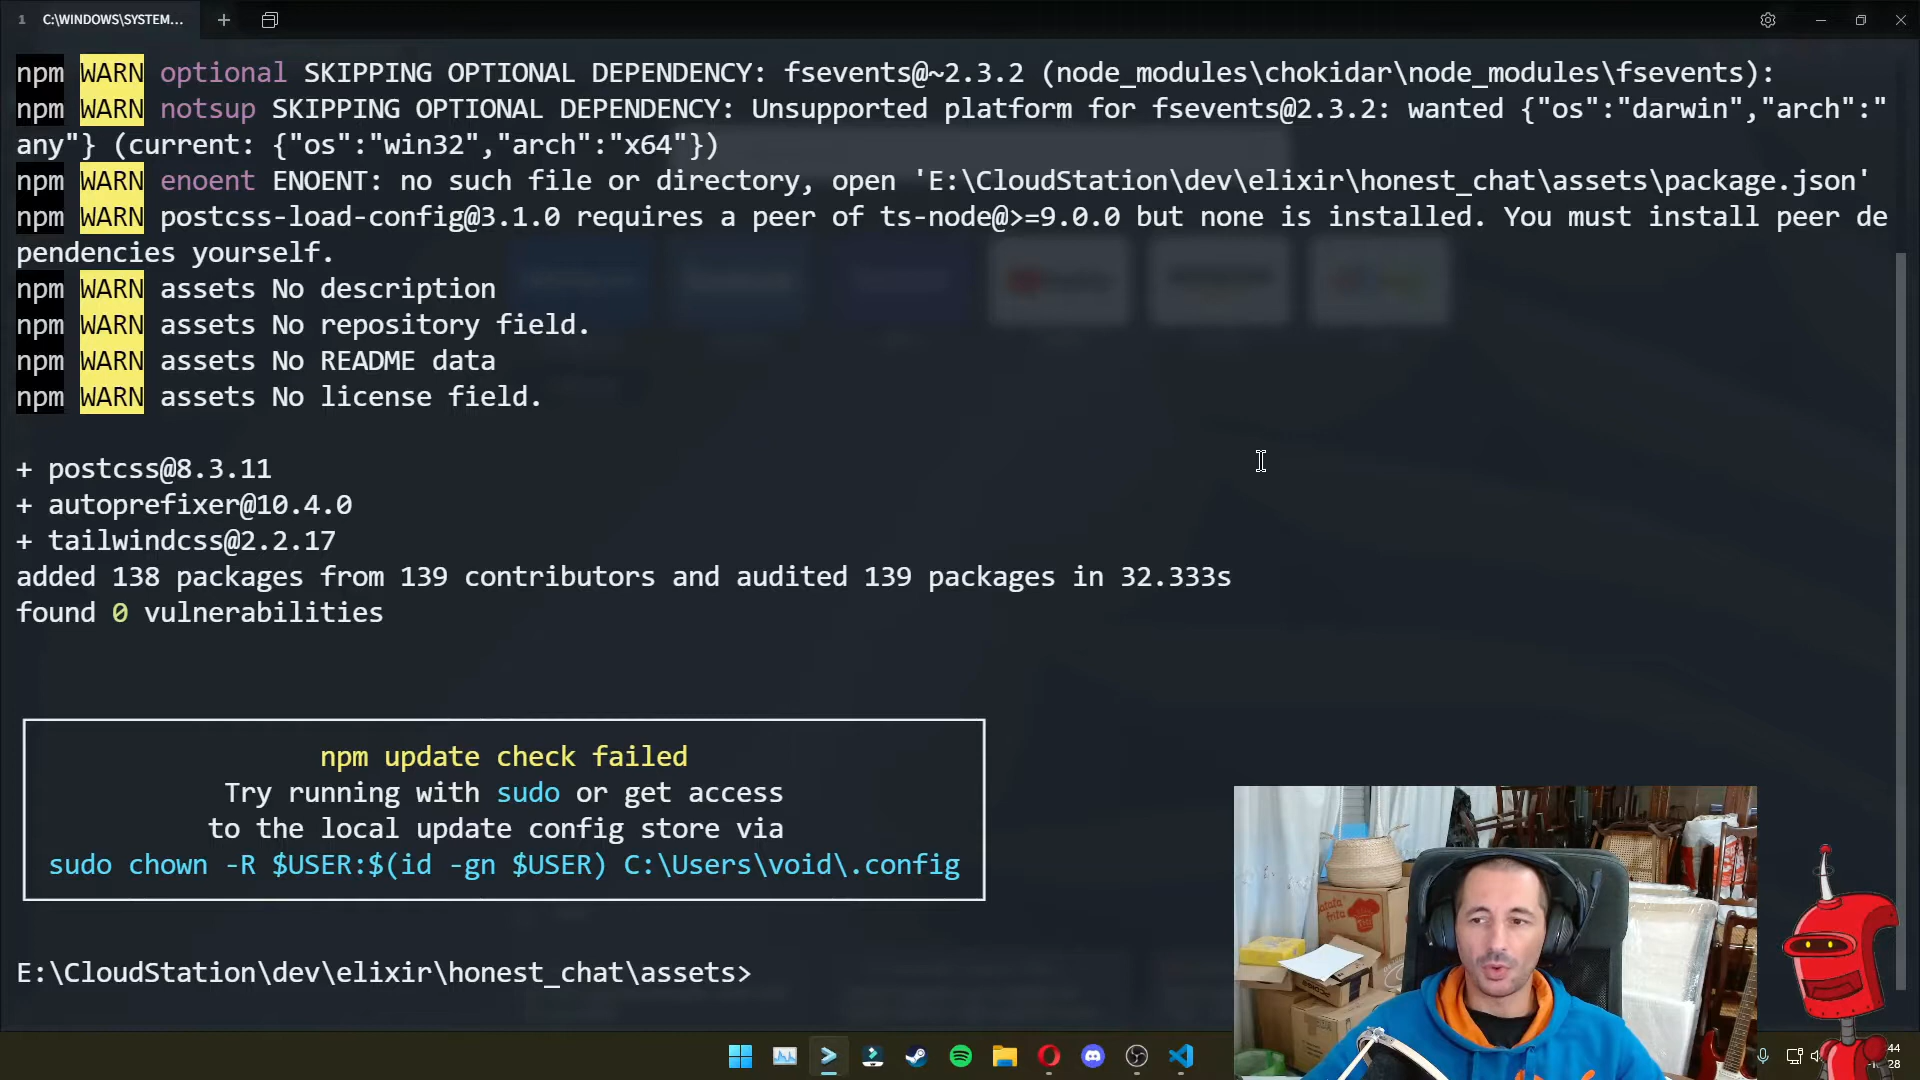 1 C:\WINDOWS\SYSTEM...
npm WARN optional SKIPPING OPTIONAL DEPENDENCY: fsevents@~2.3.2 (node_modules\chokidar\node_modules\fsevents):
npm WARN notsup SKIPPING OPTIONAL DEPENDENCY: Unsupported platform for fsevents@2.3.2: wanted {"os":"darwin","arch":"
any"} (current: {"os":"win32","arch":"x64"})
npm WARN enoent ENOENT: no such file or directory, open 'E:\CloudStation\dev\elixir\honest_chat\assets\package.json'
npm WARN postcss-load-config@3.1.0 requires a peer of ts-node@>=9.0.0 but none is installed. You must install peer de
pendencies yourself.
npm WARN assets No description
npm WARN assets No repository field.
npm WARN assets No README data
npm WARN assets No license field.
+ postcss@8.3.11
+ autoprefixer@10.4.0
+ tailwindcss@2.2.17
added 138 packages from 139 contributors and audited 139 packages in 32.333s
found 0 vulnerabilities
npm update check failed
Try running with sudo or get access
to the local update config store via
sudo chown -R $USER:$(id -gn $USER) C:\Users\void\.config
E:\CloudStation\dev\elixir\honest_chat\assets>
44
28